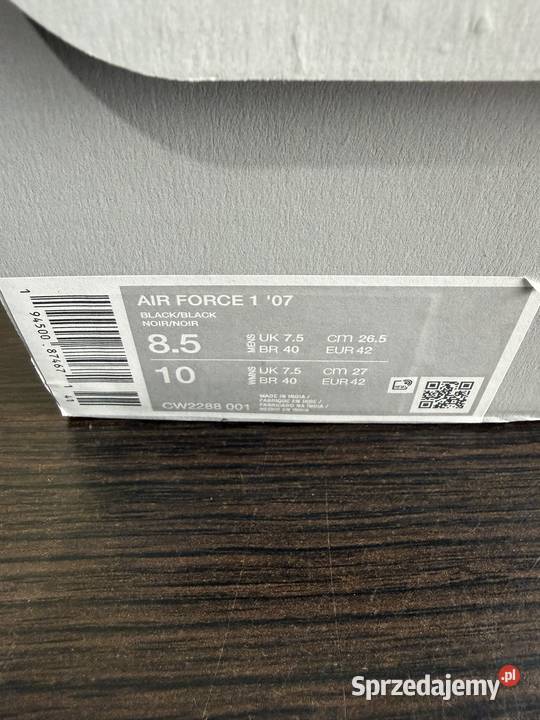 AIR FORCE 1 '07
BLACK/BLACK
NOIR/NOIR
8.5 MENS UK 7.5 cm 26.5
BR 40 EUR 42
10 WMNS UK 7.5 cm 27
BR 40 EUR 42
CW2288 001
MADE IN INDIA /
FABRIQUÉ EN INDE /
FABRICADO NA INDIA /
HECHO EN INDIA
1 94500 87467 1
Sprzedajemy.pl